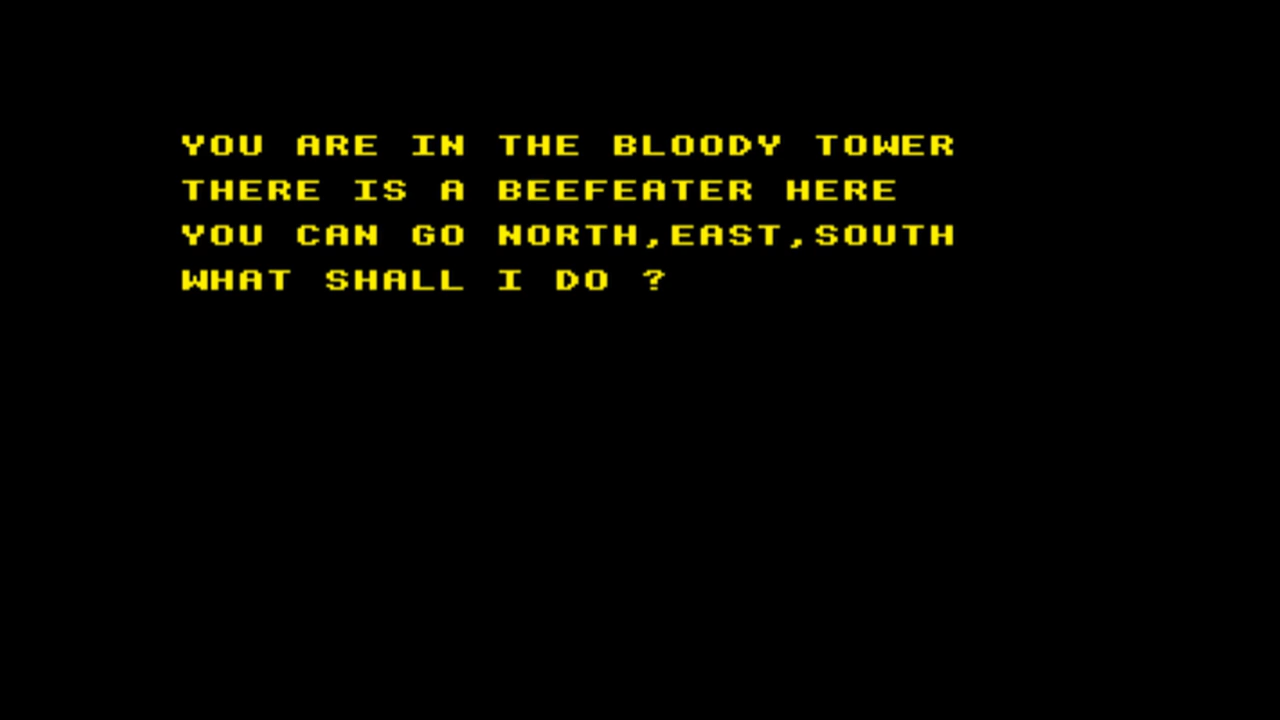 YOU ARE IN THE BLOODY TOWER
THERE IS A BEEFEATER HERE
YOU CAN GO NORTH,EAST,SOUTH
WHAT SHALL I DO ?